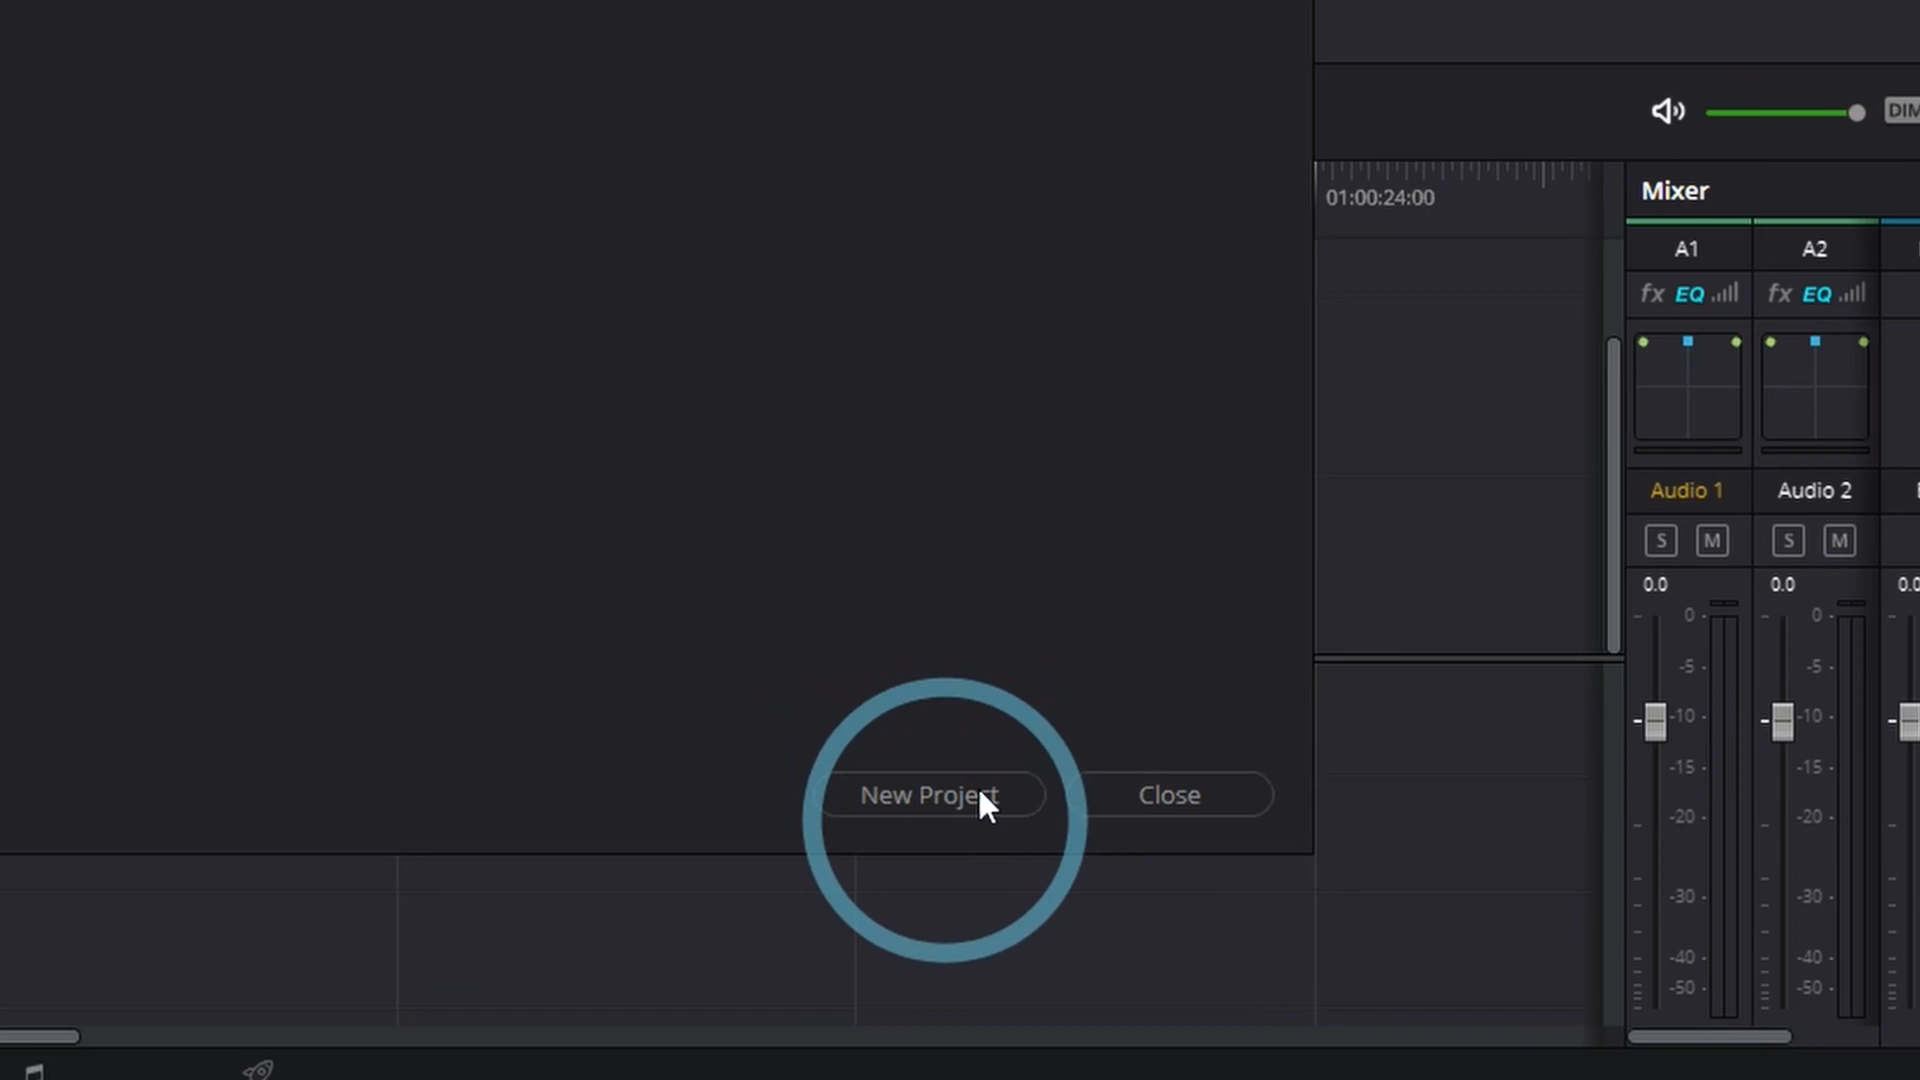 DIM
01:00:24:00
Mixer
A1 A2
fx EQ fx EQ
Audio 1 Audio 2
S M S M
0.0 0.0 0.0
0 0
-5 -5
-10 -10
-15 -15
-20 -20
-30 -30
-40 -40
-50 -50
New Project Close